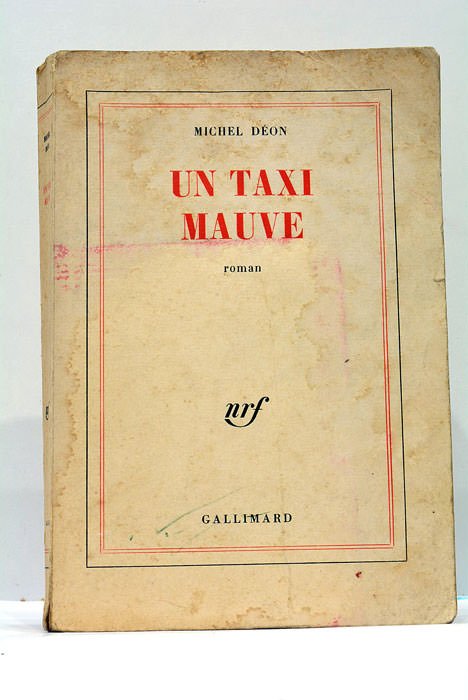 MICHEL DÉON
UN TAXI
MAUVE
roman
nrf
GALLIMARD